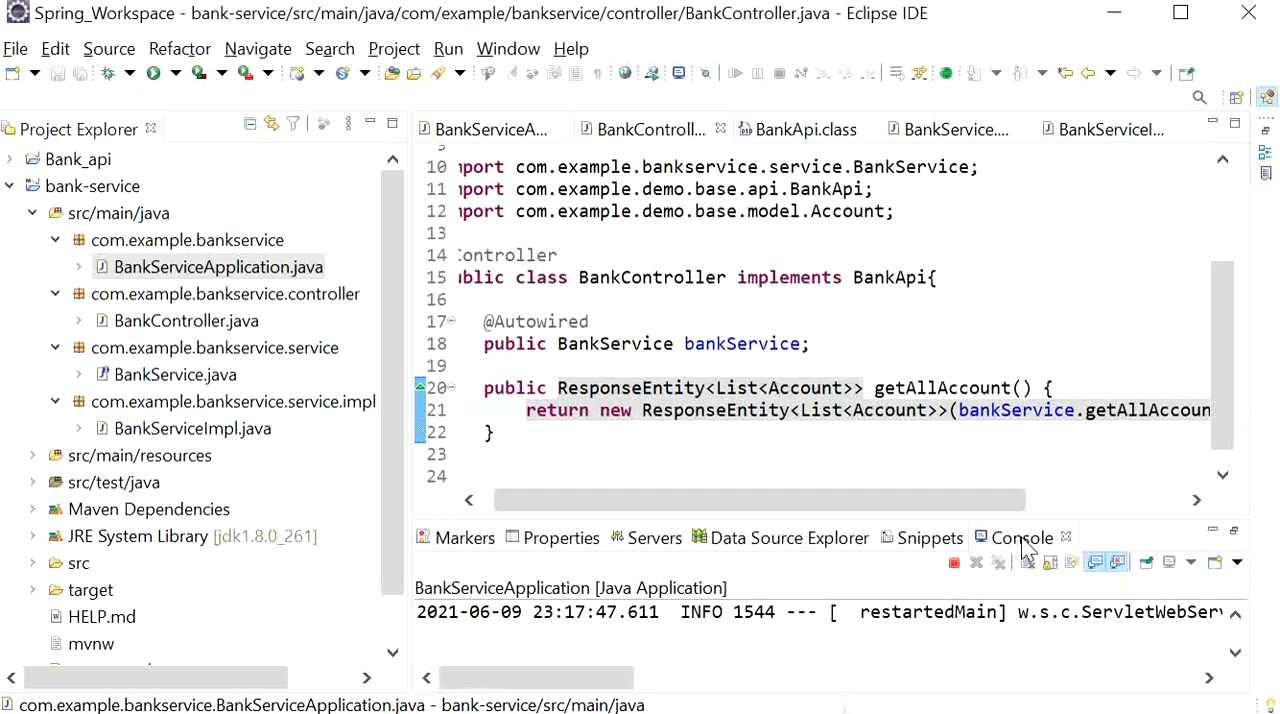 Spring_Workspace - bank-service/src/main/java/com/example/bankservice/controller/BankController.java - Eclipse IDE
File Edit Source Refactor Navigate Search Project Run Window Help
Project Explorer
Bank_api
bank-service
src/main/java
com.example.bankservice
BankServiceApplication.java
com.example.bankservice.controller
BankController.java
com.example.bankservice.service
BankService.java
com.example.bankservice.service.impl
BankServiceImpl.java
src/main/resources
src/test/java
Maven Dependencies
JRE System Library [jdk1.8.0_261]
src
target
HELP.md
mvnw
BankServiceA... BankControll... BankApi.class BankService.... BankServiceI...
9
10 mport com.example.bankservice.service.BankService;
11 mport com.example.demo.base.api.BankApi;
12 mport com.example.demo.base.model.Account;
13
14 Controller
15 ublic class BankController implements BankApi{
16
17 @Autowired
18 public BankService bankService;
19
20 public ResponseEntity<List<Account>> getAllAccount() {
21 return new ResponseEntity<List<Account>>(bankService.getAllAccoun
22 }
23
24
Markers Properties Servers Data Source Explorer Snippets Console
BankServiceApplication [Java Application]
2021-06-09 23:17:47.611 INFO 1544 --- [ restartedMain] w.s.c.ServletWebServ
com.example.bankservice.BankServiceApplication.java - bank-service/src/main/java